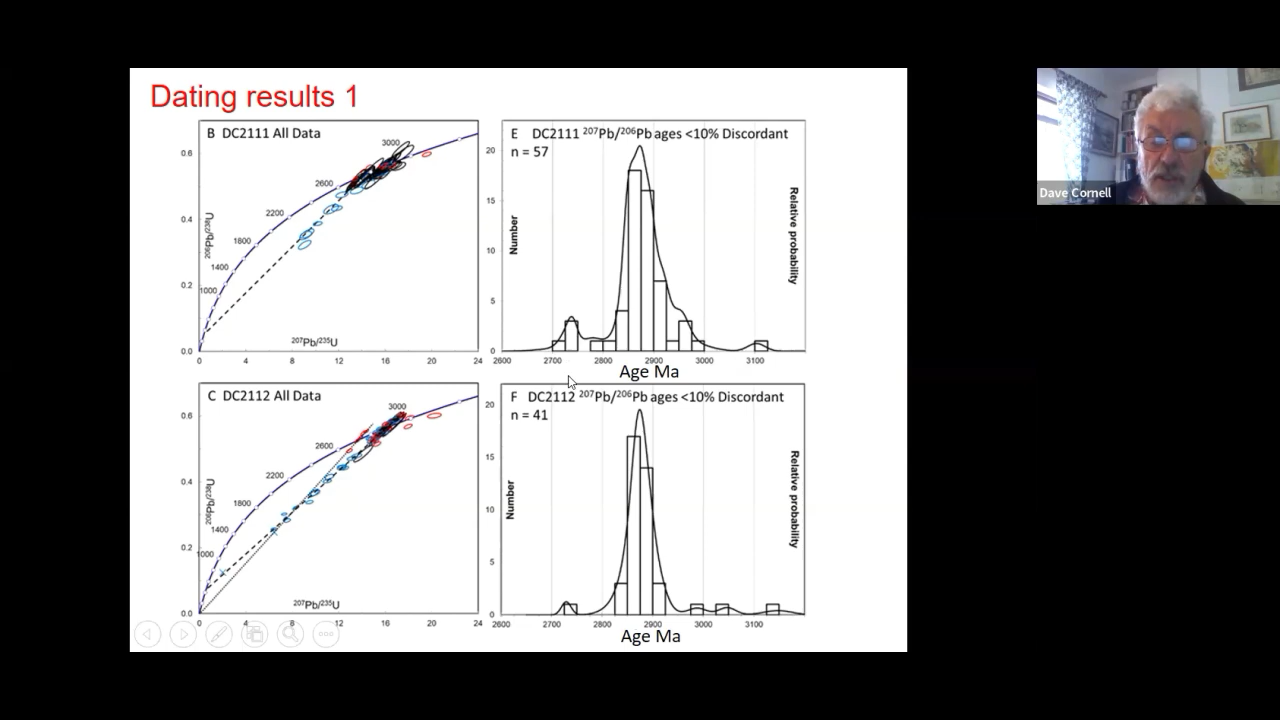 Dating results 1
B DC2111 All Data
0.6
0.4
0.2
0.0
²⁰⁶Pb/²³⁸U
3000
2600
2200
1800
1400
1000
²⁰⁷Pb/²³⁵U
0 4 8 12 16 20 24
E DC2111 ²⁰⁷Pb/²⁰⁶Pb ages <10% Discordant
n = 57
20
15
10
5
0
Number
Relative probability
2600 2700 2800 2900 3000 3100
Age Ma
C DC2112 All Data
0.6
0.4
0.2
0.0
²⁰⁶Pb/²³⁸U
3000
2600
2200
1800
1400
1000
²⁰⁷Pb/²³⁵U
0 4 8 12 16 20 24
F DC2112 ²⁰⁷Pb/²⁰⁶Pb ages <10% Discordant
n = 41
20
15
10
5
0
Number
Relative probability
2600 2700 2800 2900 3000 3100
Age Ma
Dave Cornell